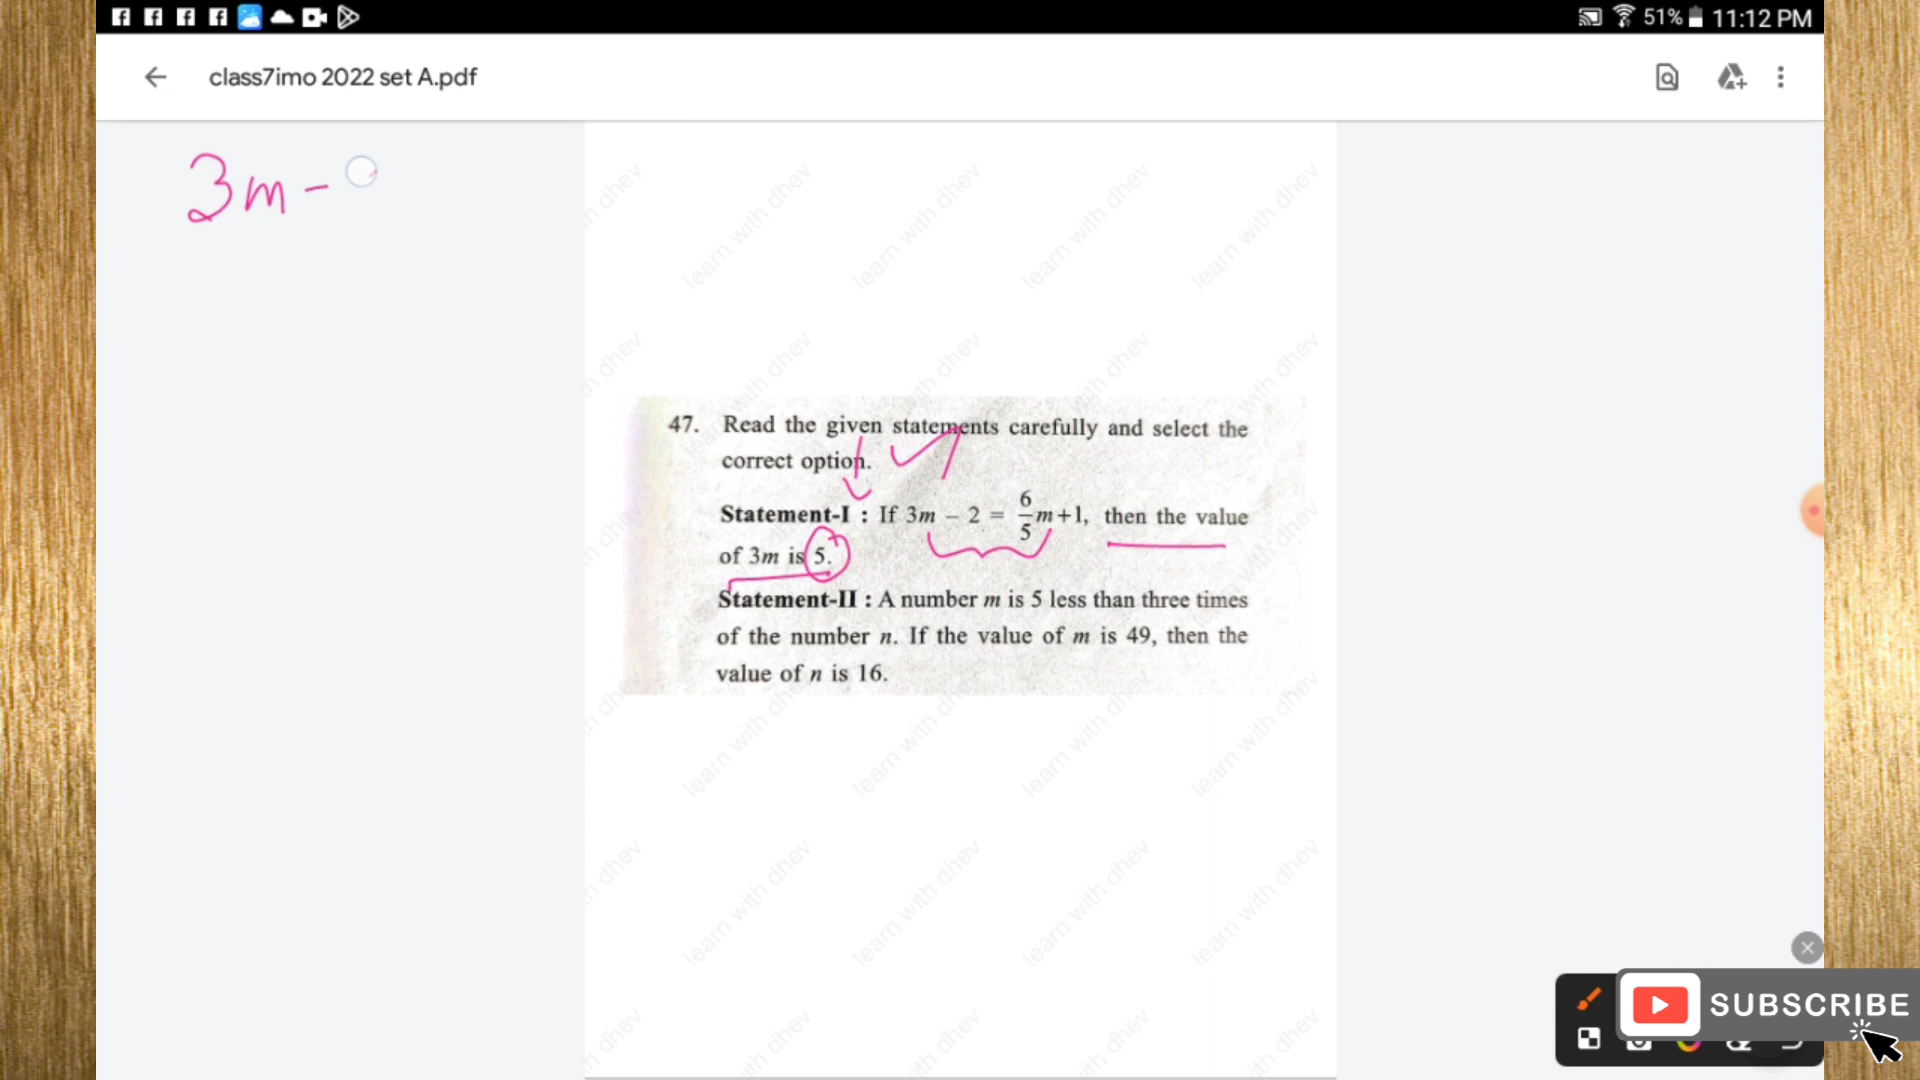 51% 11:12 PM
class7imo 2022 set A.pdf
3m -
47. Read the given statements carefully and select the
correct option.
Statement-I : If 3m – 2 = 6/5 m+1, then the value
of 3m is 5.
Statement-II : A number m is 5 less than three times
of the number n. If the value of m is 49, then the
value of n is 16.
learn with dhev
SUBSCRIBE